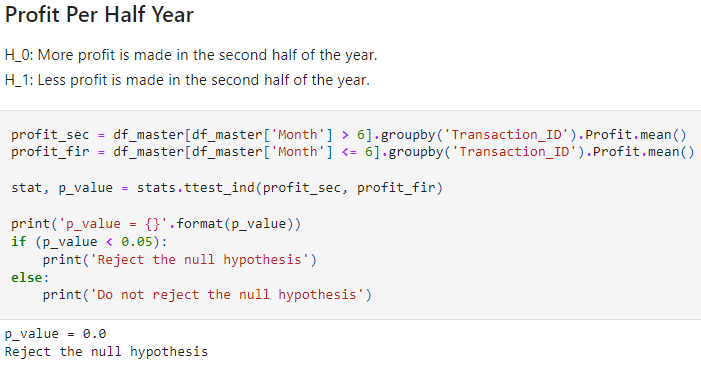 Profit Per Half Year
H_0: More profit is made in the second half of the year.
H_1: Less profit is made in the second half of the year.
profit_sec = df_master[df_master['Month'] > 6].groupby('Transaction_ID').Profit.mean()
profit_fir = df_master[df_master['Month'] <= 6].groupby('Transaction_ID').Profit.mean()
stat, p_value = stats.ttest_ind(profit_sec, profit_fir)
print('p_value = {}'.format(p_value))
if (p_value < 0.05):
    print('Reject the null hypothesis')
else:
    print('Do not reject the null hypothesis')
p_value = 0.0
Reject the null hypothesis